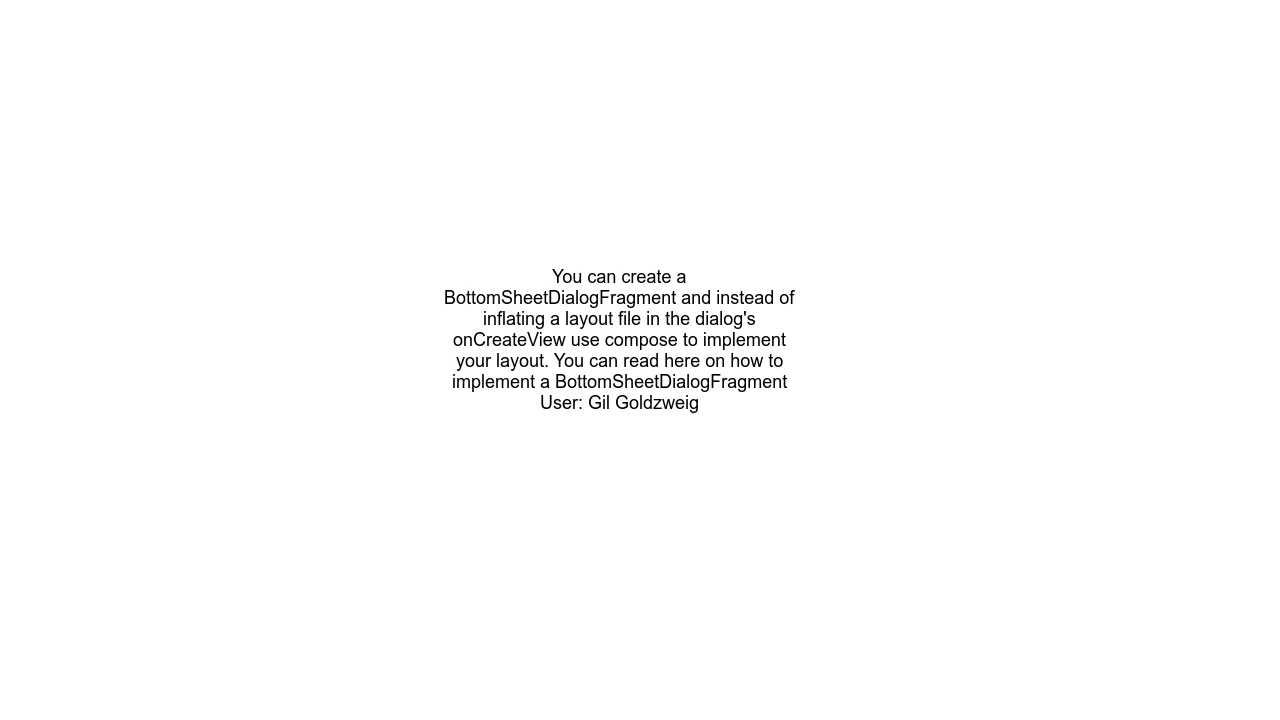 You can create a
BottomSheetDialogFragment and instead of
inflating a layout file in the dialog's
onCreateView use compose to implement
your layout. You can read here on how to
implement a BottomSheetDialogFragment
User: Gil Goldzweig